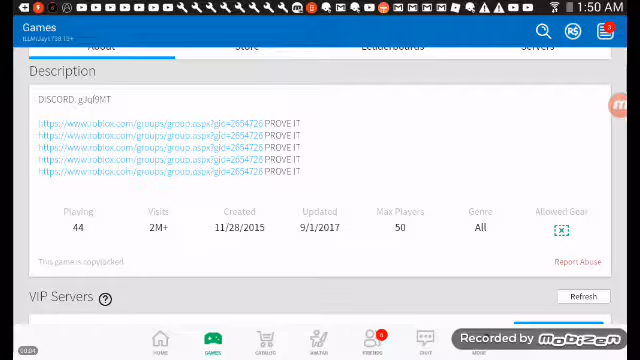 1:50 AM
Games
About
Store
Leaderboards
Servers
Description
DISCORD. gJqf9MT
https://www.roblox.com/groups/group.aspx?gid=2654726 PROVE IT
https://www.roblox.com/groups/group.aspx?gid=2654726 PROVE IT
https://www.roblox.com/groups/group.aspx?gid=2654726 PROVE IT
https://www.roblox.com/groups/group.aspx?gid=2654726 PROVE IT
https://www.roblox.com/groups/group.aspx?gid=2654726 PROVE IT
Playing Visits Created Updated Max Players Genre Allowed Gear
44 2M+ 11/28/2015 9/1/2017 50 All
This game is copylocked
Report Abuse
VIP Servers
Refresh
HOME GAMES CATALOG AVATAR FRIENDS CHAT MORE
Recorded by MOBIZEN
00:04